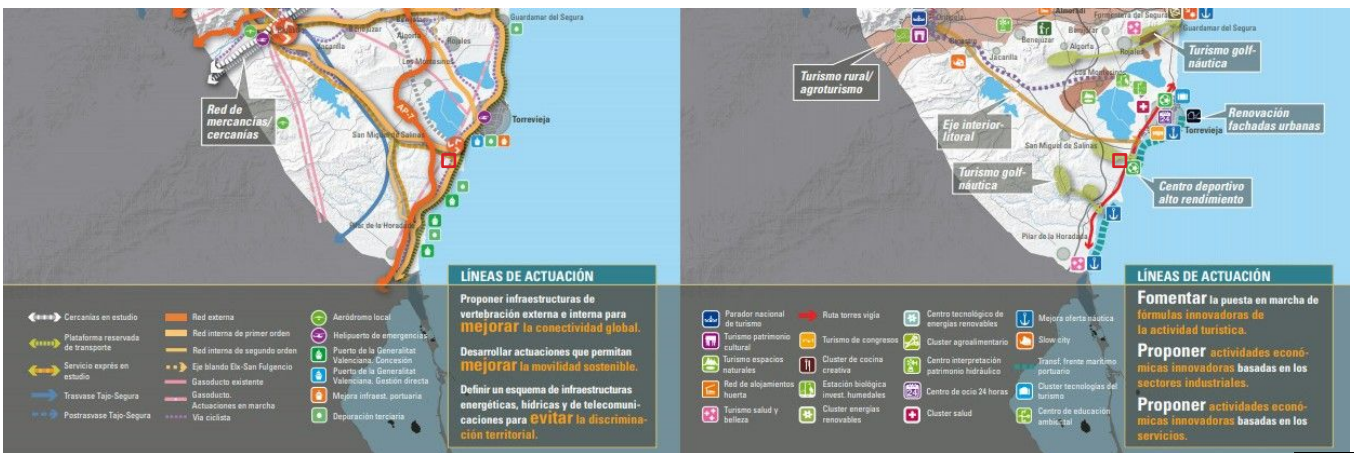 Guardamar del Segura
Benejúzar
Algorfa
Rojales
Jacarilla
Los Montesinos
AP-7
Red de
mercancías/
cercanías
San Miguel de Salinas
Torrevieja
Pilar de la Horadada
LÍNEAS DE ACTUACIÓN
Proponer infraestructuras de
vertebración externa e interna para
mejorar la conectividad global.
Desarrollar actuaciones que permitan
mejorar la movilidad sostenible.
Definir un esquema de infraestructuras
energéticas, hídricas y de telecomuni-
caciones para evitar la discrimina-
ción territorial.
Cercanías en estudio
Plataforma reservada
de transporte
Servicio exprés en
estudio
Trasvase Tajo-Segura
Postrasvase Tajo-Segura
Red externa
Red interna de primer orden
Red interna de segundo orden
Eje blando Elx-San Fulgencio
Gasoducto existente
Gasoducto.
Actuaciones en marcha
Vía ciclista
Aeródromo local
Helipuerto de emergencias
Puerto de la Generalitat
Valenciana. Concesión
Puerto de la Generalitat
Valenciana. Gestión directa
Mejora infraest. portuaria
Depuración terciaria
Formentera del Segura
Guardamar del Segura
Benejúzar
Algorfa
Rojales
Jacarilla
Los Montesinos
Turismo golf-
náutica
Turismo rural/
agroturismo
Eje interior-
litoral
Renovación
fachadas urbanas
Torrevieja
San Miguel de Salinas
Turismo golf-
náutica
Centro deportivo
alto rendimiento
Pilar de la Horadada
LÍNEAS DE ACTUACIÓN
Fomentar la puesta en marcha de
fórmulas innovadoras de
la actividad turística.
Proponer actividades econó-
micas innovadoras basadas en los
sectores industriales.
Proponer actividades econó-
micas innovadoras basadas en los
servicios.
Parador nacional
de turismo
Turismo patrimonio
cultural
Turismo espacios
naturales
Red de alojamientos
huerta
Turismo salud y
belleza
Ruta torres vigía
Turismo de congresos
Cluster de cocina
creativa
Estación biológica
invest. humedales
Cluster energías
renovables
Centro tecnológico de
energías renovables
Cluster agroalimentario
Centro interpretación
patrimonio hidráulico
Centro de ocio 24 horas
Cluster salud
Mejora oferta náutica
Slow city
Transf. frente marítimo
portuario
Cluster tecnologías del
turismo
Centro de educación
ambiental